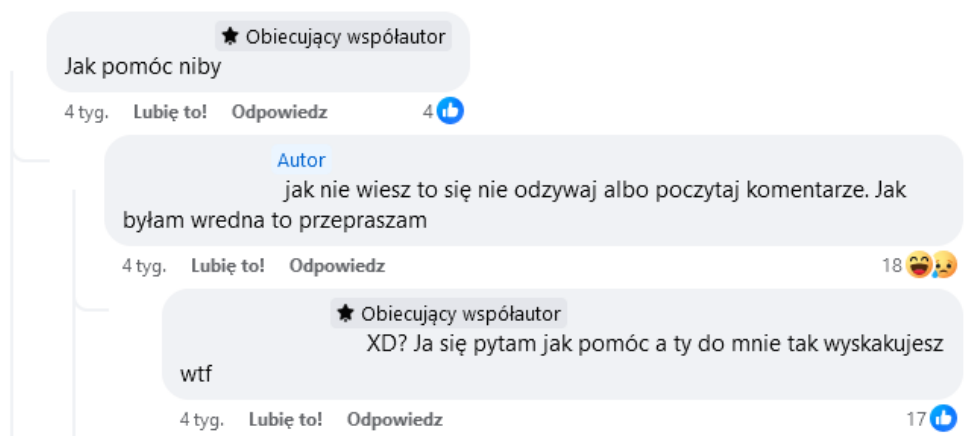 Obiecujący współautor
Jak pomóc niby
4 tyg. Lubię to! Odpowiedz 4
Autor
jak nie wiesz to się nie odzywaj albo poczytaj komentarze. Jak
byłam wredna to przepraszam
4 tyg. Lubię to! Odpowiedz 18
Obiecujący współautor
XD? Ja się pytam jak pomóc a ty do mnie tak wyskakujesz
wtf
4 tyg. Lubię to! Odpowiedz 17